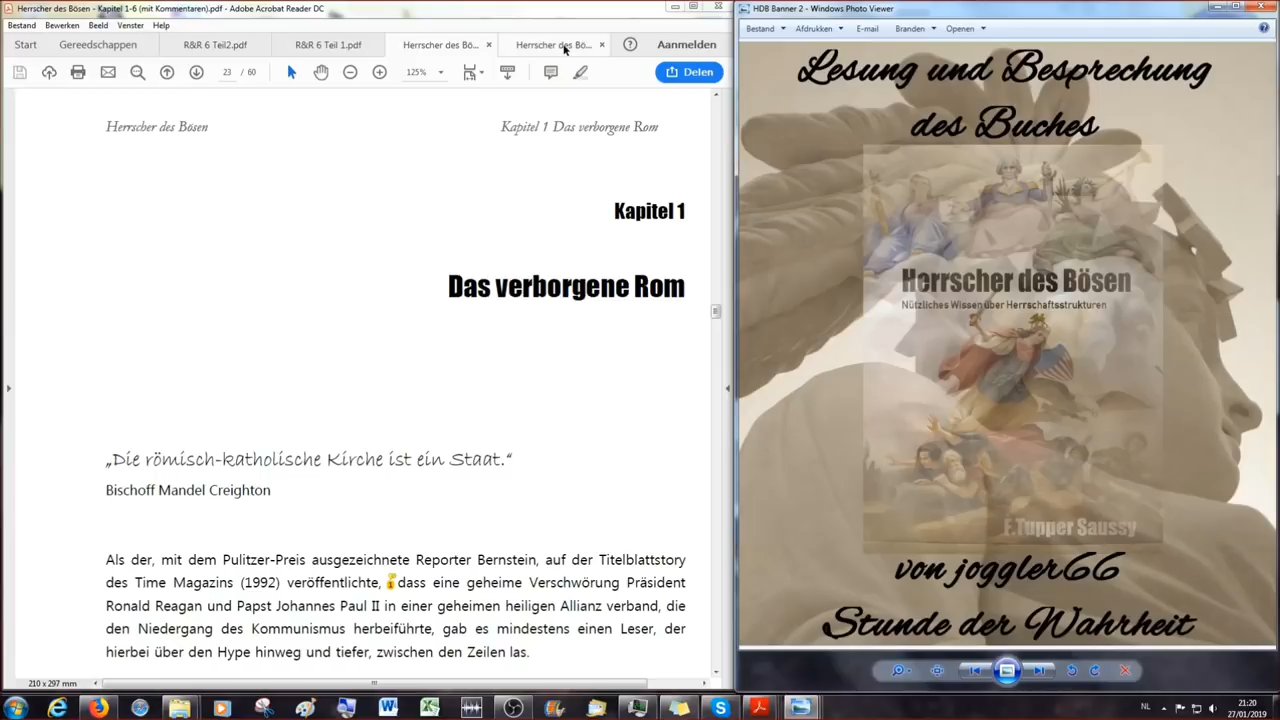 Herrscher des Bösen - Kapitel 1-6 (mit Kommentaren).pdf - Adobe Acrobat Reader DC
Bestand Bewerken Beeld Venster Help
Start Gereedschappen R&R 6 Teil2.pdf R&R 6 Teil 1.pdf Herrscher des Bö... × Herrscher des Bö... × Aanmelden
23 / 60 125% Delen
Herrscher des Bösen Kapitel 1 Das verborgene Rom
Kapitel 1
Das verborgene Rom
„Die römisch-katholische Kirche ist ein Staat.“
Bischoff Mandel Creighton
Als der, mit dem Pulitzer-Preis ausgezeichnete Reporter Bernstein, auf der Titelblattstory
des Time Magazins (1992) veröffentlichte, dass eine geheime Verschwörung Präsident
Ronald Reagan und Papst Johannes Paul II in einer geheimen heiligen Allianz verband, die
den Niedergang des Kommunismus herbeiführte, gab es mindestens einen Leser, der
hierbei über den Hype hinweg und tiefer, zwischen den Zeilen las.
210 x 297 mm
HDB Banner 2 - Windows Photo Viewer
Bestand Afdrukken E-mail Branden Openen
Lesung und Besprechung
des Buches
Herrscher des Bösen
Nützliches Wissen über Herrschaftsstrukturen
F.Tupper Saussy
von joggler66
Stunde der Wahrheit
NL 21:20
27/01/2019